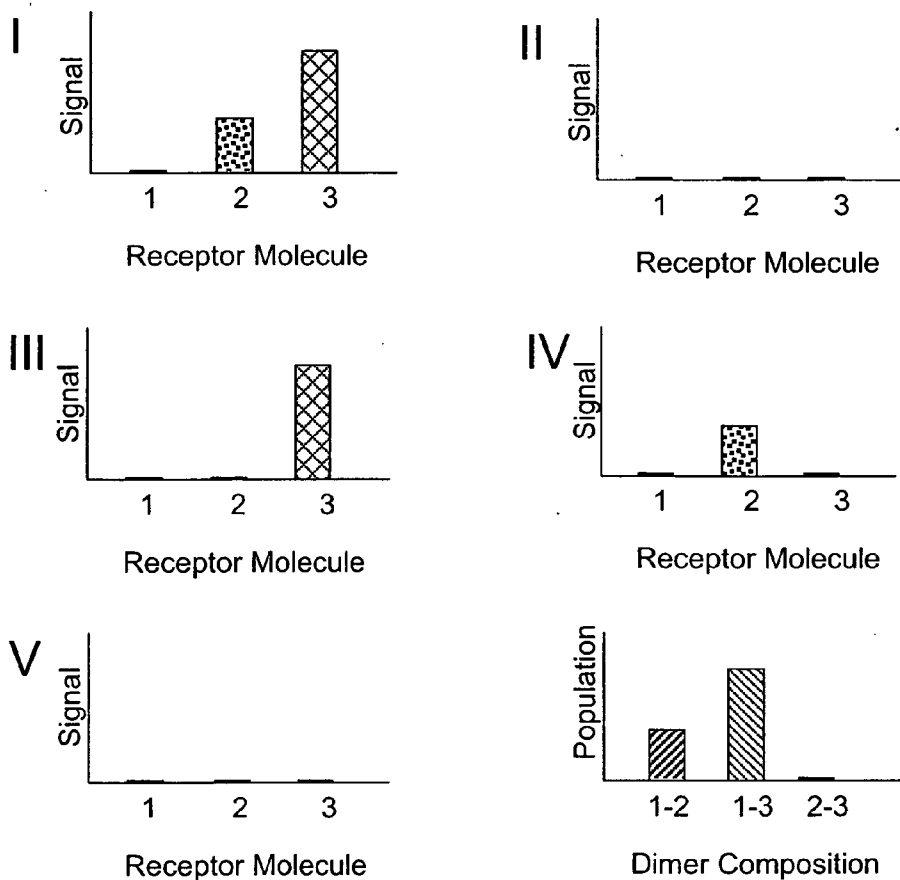 I
Signal
1 2 3
Receptor Molecule
II
Signal
1 2 3
Receptor Molecule
III
Signal
1 2 3
Receptor Molecule
IV
Signal
1 2 3
Receptor Molecule
V
Signal
1 2 3
Receptor Molecule
Population
1-2 1-3 2-3
Dimer Composition